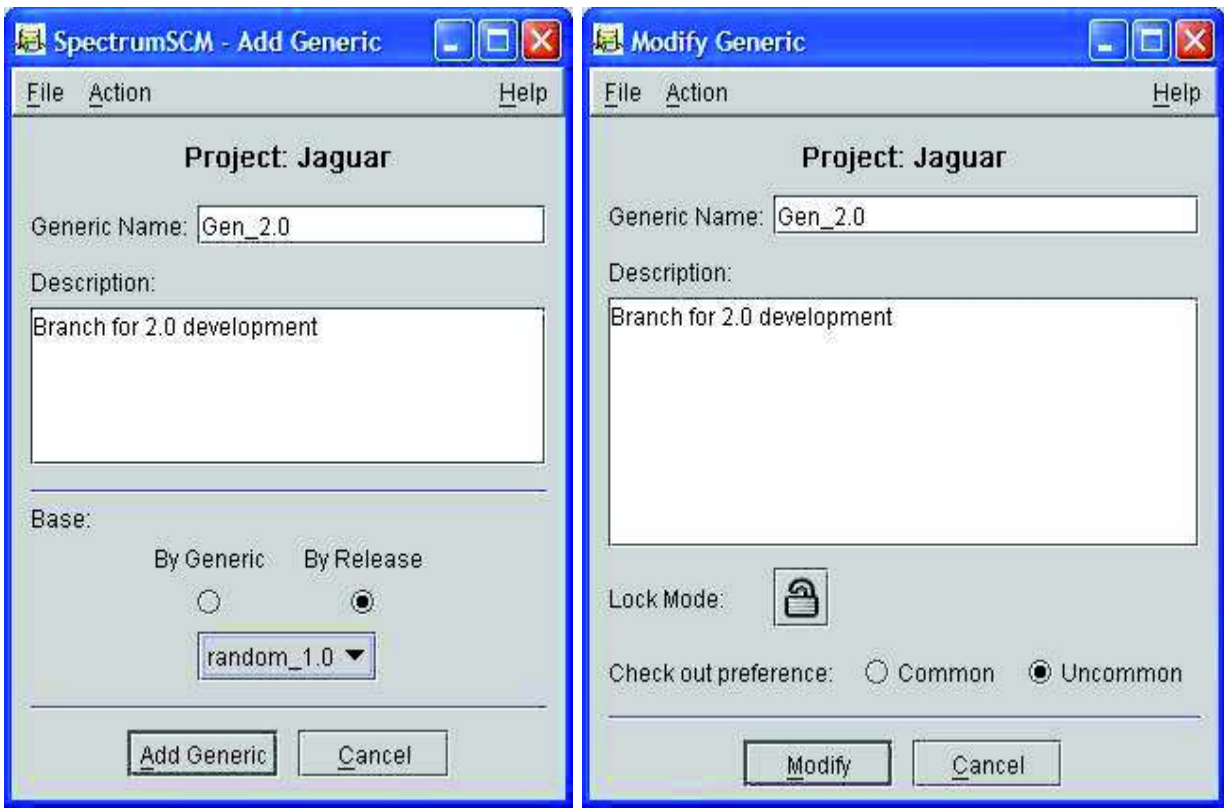 SpectrumSCM - Add Generic
File Action Help
Project: Jaguar
Generic Name: Gen_2.0
Description:
Branch for 2.0 development
Base:
By Generic By Release
random_1.0
Add Generic Cancel
Modify Generic
File Action Help
Project: Jaguar
Generic Name: Gen_2.0
Description:
Branch for 2.0 development
Lock Mode:
Check out preference: Common Uncommon
Modify Cancel